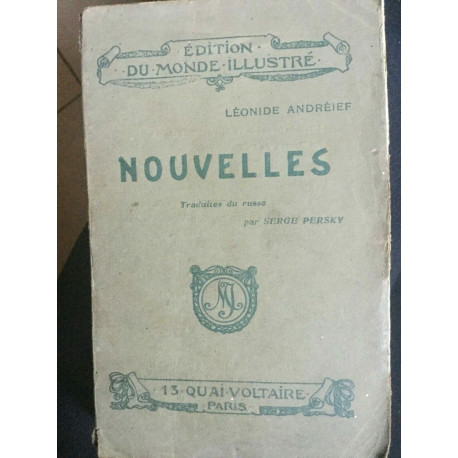 ÉDITION
DU·MONDE·ILLUSTRÉ
LÉONIDE ANDRÉIEF
NOUVELLES
Traduites du russe
par SERGE PERSKY
13·QUAI·VOLTAIRE
PARIS